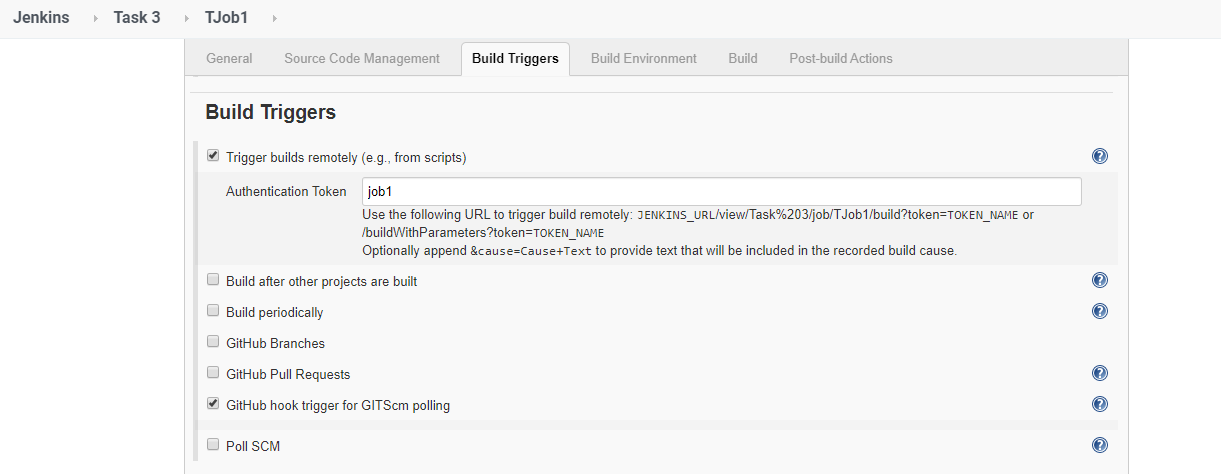 Jenkins Task 3 TJob1
General Source Code Management Build Triggers Build Environment Build Post-build Actions
Build Triggers
Trigger builds remotely (e.g., from scripts)
Authentication Token job1
Use the following URL to trigger build remotely: JENKINS_URL/view/Task%203/job/TJob1/build?token=TOKEN_NAME or
/buildWithParameters?token=TOKEN_NAME
Optionally append &cause=Cause+Text to provide text that will be included in the recorded build cause.
Build after other projects are built
Build periodically
GitHub Branches
GitHub Pull Requests
GitHub hook trigger for GITScm polling
Poll SCM